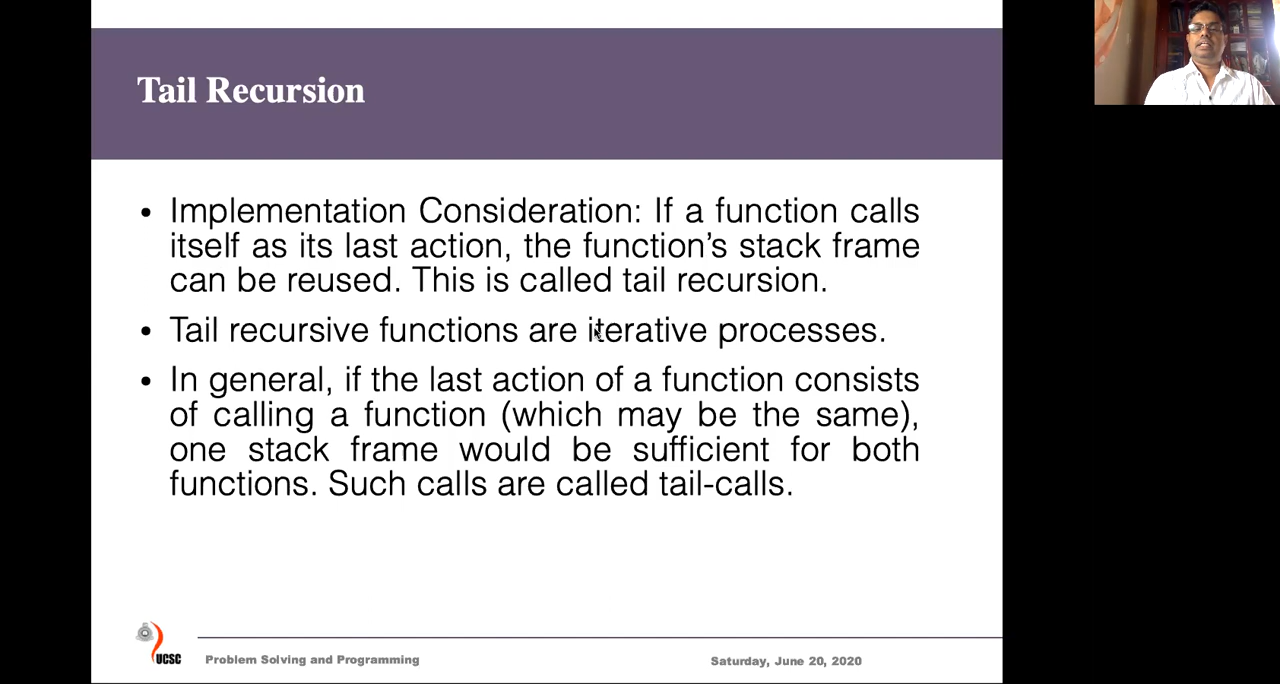 Tail Recursion
• Implementation Consideration: If a function calls
itself as its last action, the function’s stack frame
can be reused. This is called tail recursion.
• Tail recursive functions are iterative processes.
• In general, if the last action of a function consists
of calling a function (which may be the same),
one stack frame would be sufficient for both
functions. Such calls are called tail-calls.
UCSC
Problem Solving and Programming
Saturday, June 20, 2020